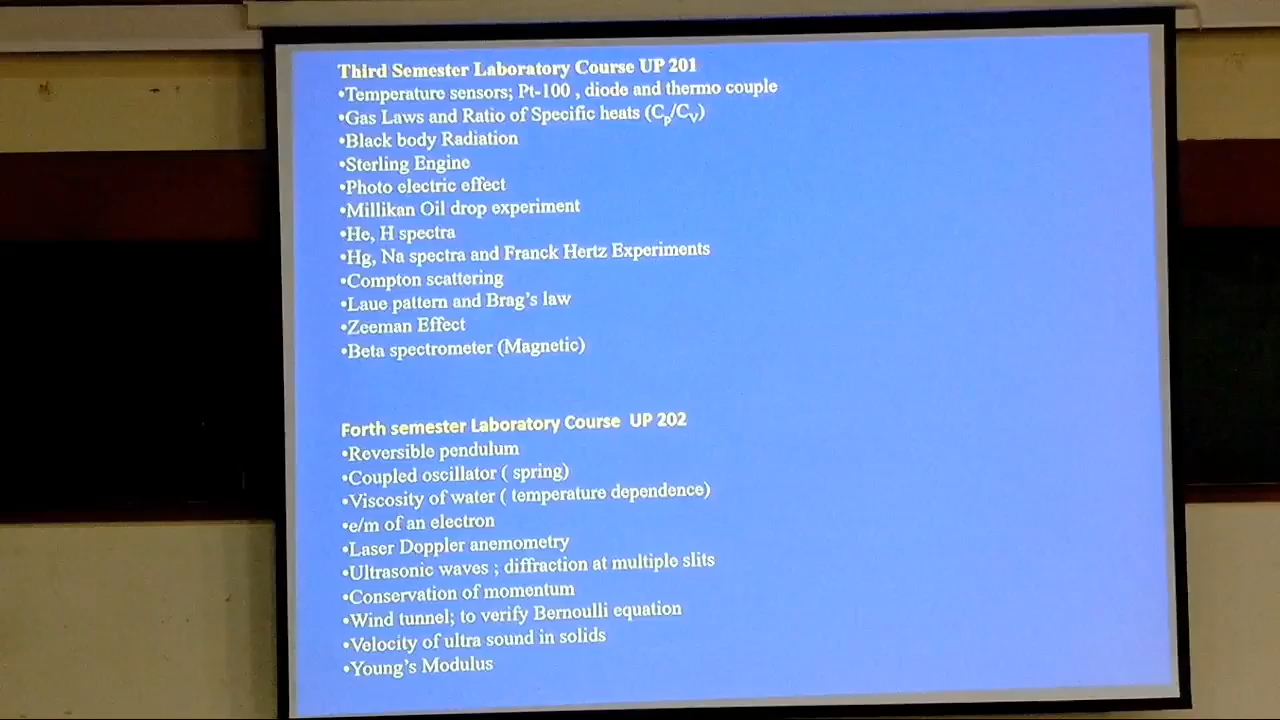 Third Semester Laboratory Course UP 201
•Temperature sensors; Pt-100 , diode and thermo couple
•Gas Laws and Ratio of Specific heats (Cp/CV)
•Black body Radiation
•Sterling Engine
•Photo electric effect
•Millikan Oil drop experiment
•He, H spectra
•Hg, Na spectra and Franck Hertz Experiments
•Compton scattering
•Laue pattern and Brag's law
•Zeeman Effect
•Beta spectrometer (Magnetic)
Forth semester Laboratory Course  UP 202
•Reversible pendulum
•Coupled oscillator ( spring)
•Viscosity of water ( temperature dependence)
•e/m of an electron
•Laser Doppler anemometry
•Ultrasonic waves ; diffraction at multiple slits
•Conservation of momentum
•Wind tunnel; to verify Bernoulli equation
•Velocity of ultra sound in solids
•Young's Modulus